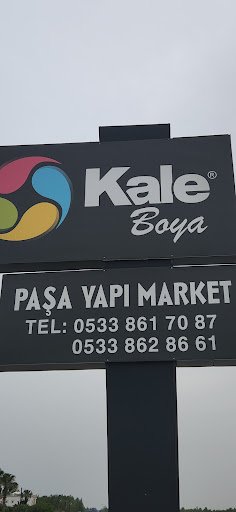 Kale®
Boya
PAŞA YAPI MARKET
TEL: 0533 861 70 87
0533 862 86 61